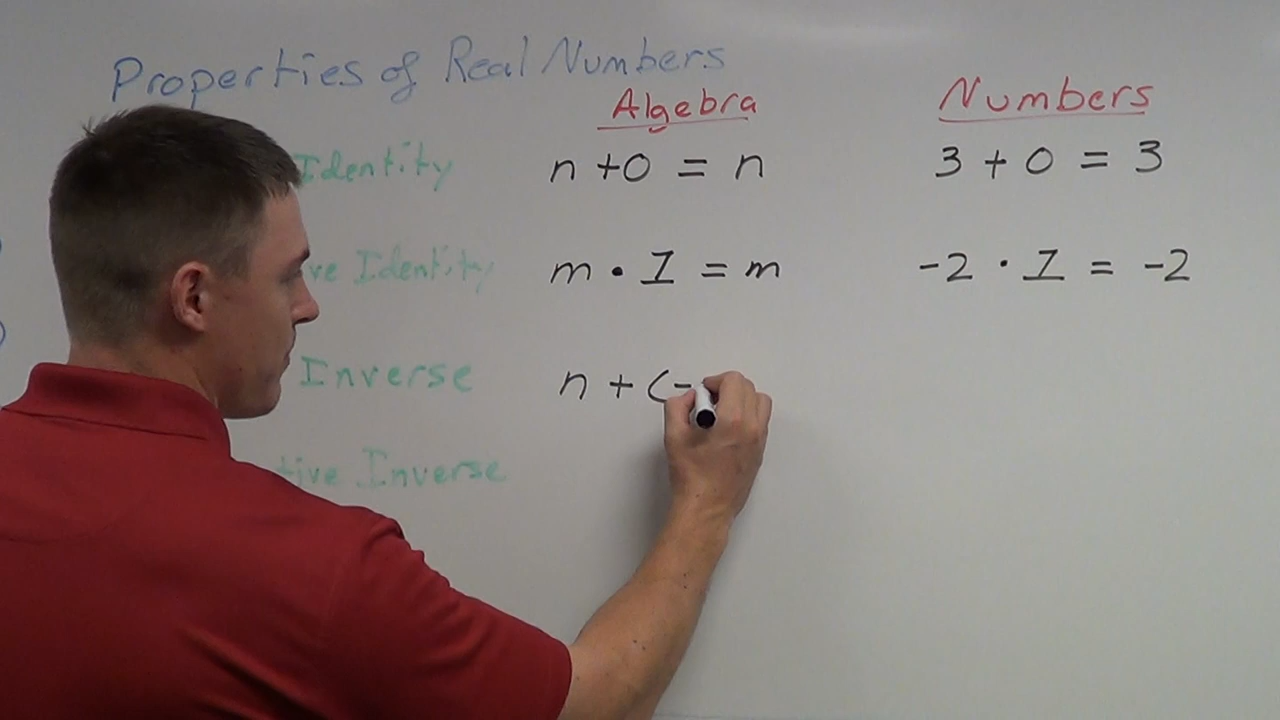 Properties of Real Numbers
Algebra Numbers
Identity n + 0 = n 3 + 0 = 3
ve Identity m • 1 = m -2 • 1 = -2
Inverse n + (-
tive Inverse